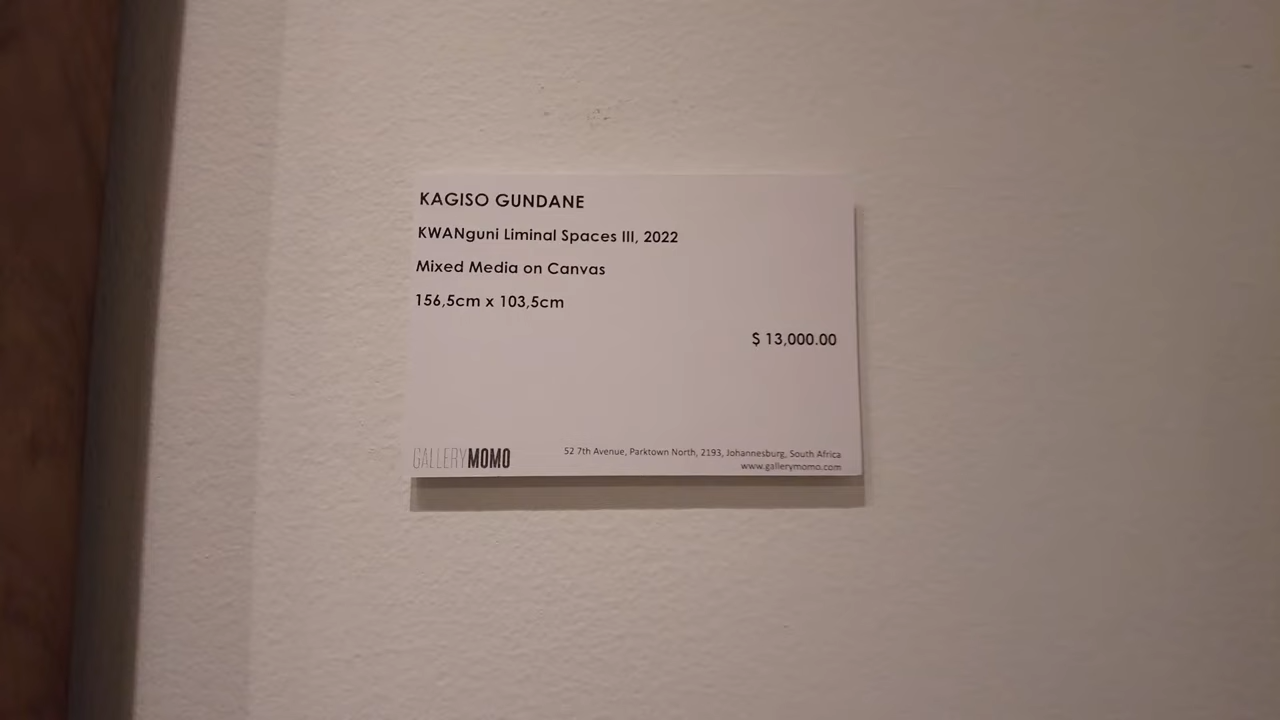 KAGISO GUNDANE
KWANguni Liminal Spaces III, 2022
Mixed Media on Canvas
156,5cm x 103,5cm
$ 13,000.00
GALLERYMOMO
52 7th Avenue, Parktown North, 2193, Johannesburg, South Africa
www.gallerymomo.com